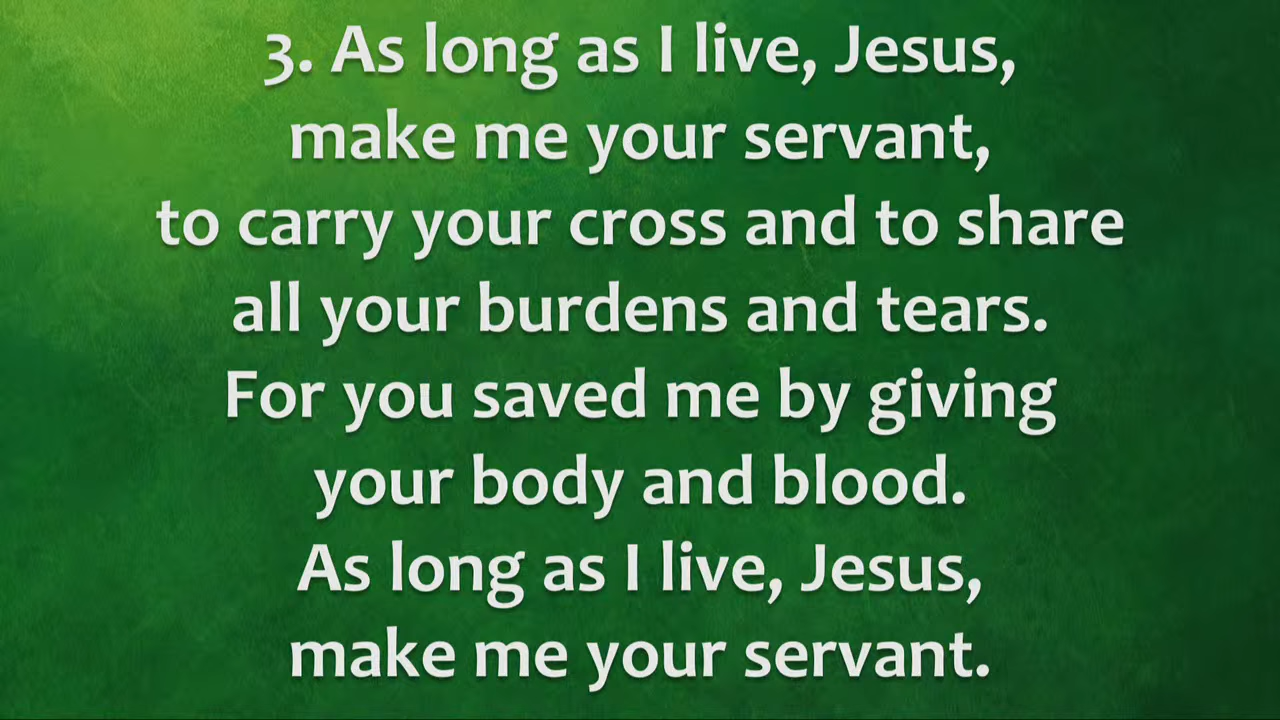 3. As long as I live, Jesus,
make me your servant,
to carry your cross and to share
all your burdens and tears.
For you saved me by giving
your body and blood.
As long as I live, Jesus,
make me your servant.